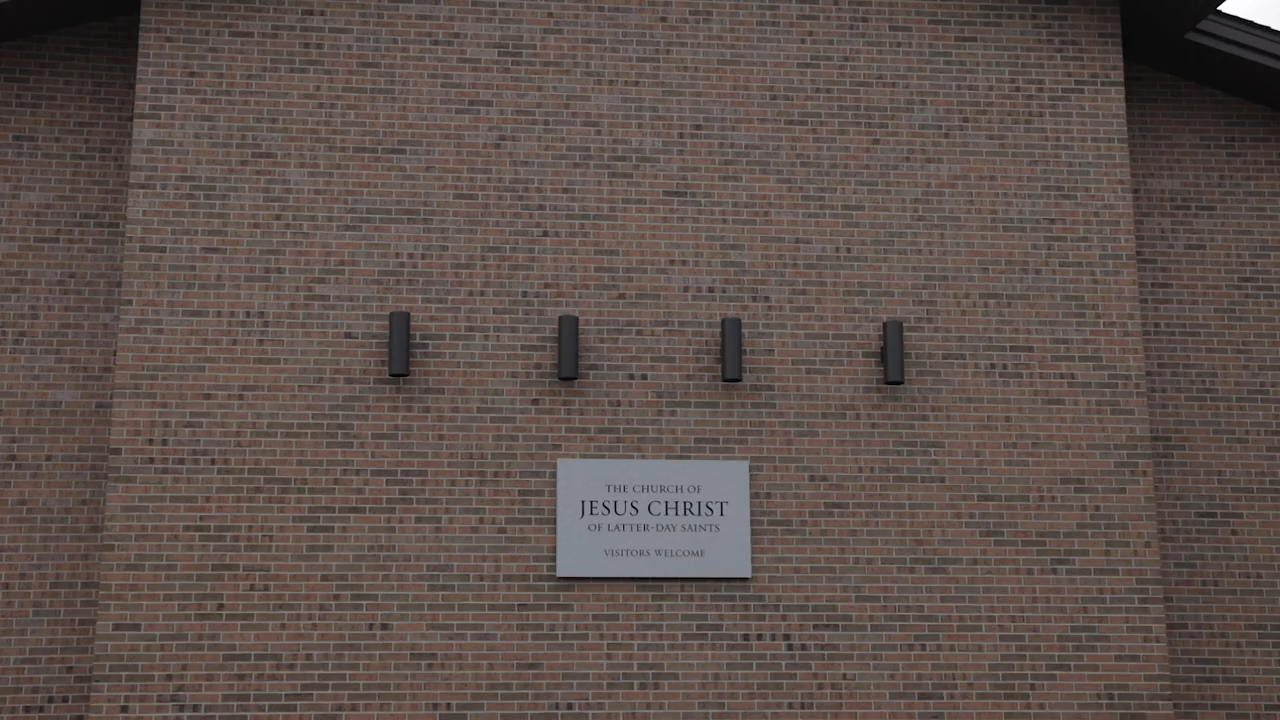 THE CHURCH OF
JESUS CHRIST
OF LATTER-DAY SAINTS
VISITORS WELCOME